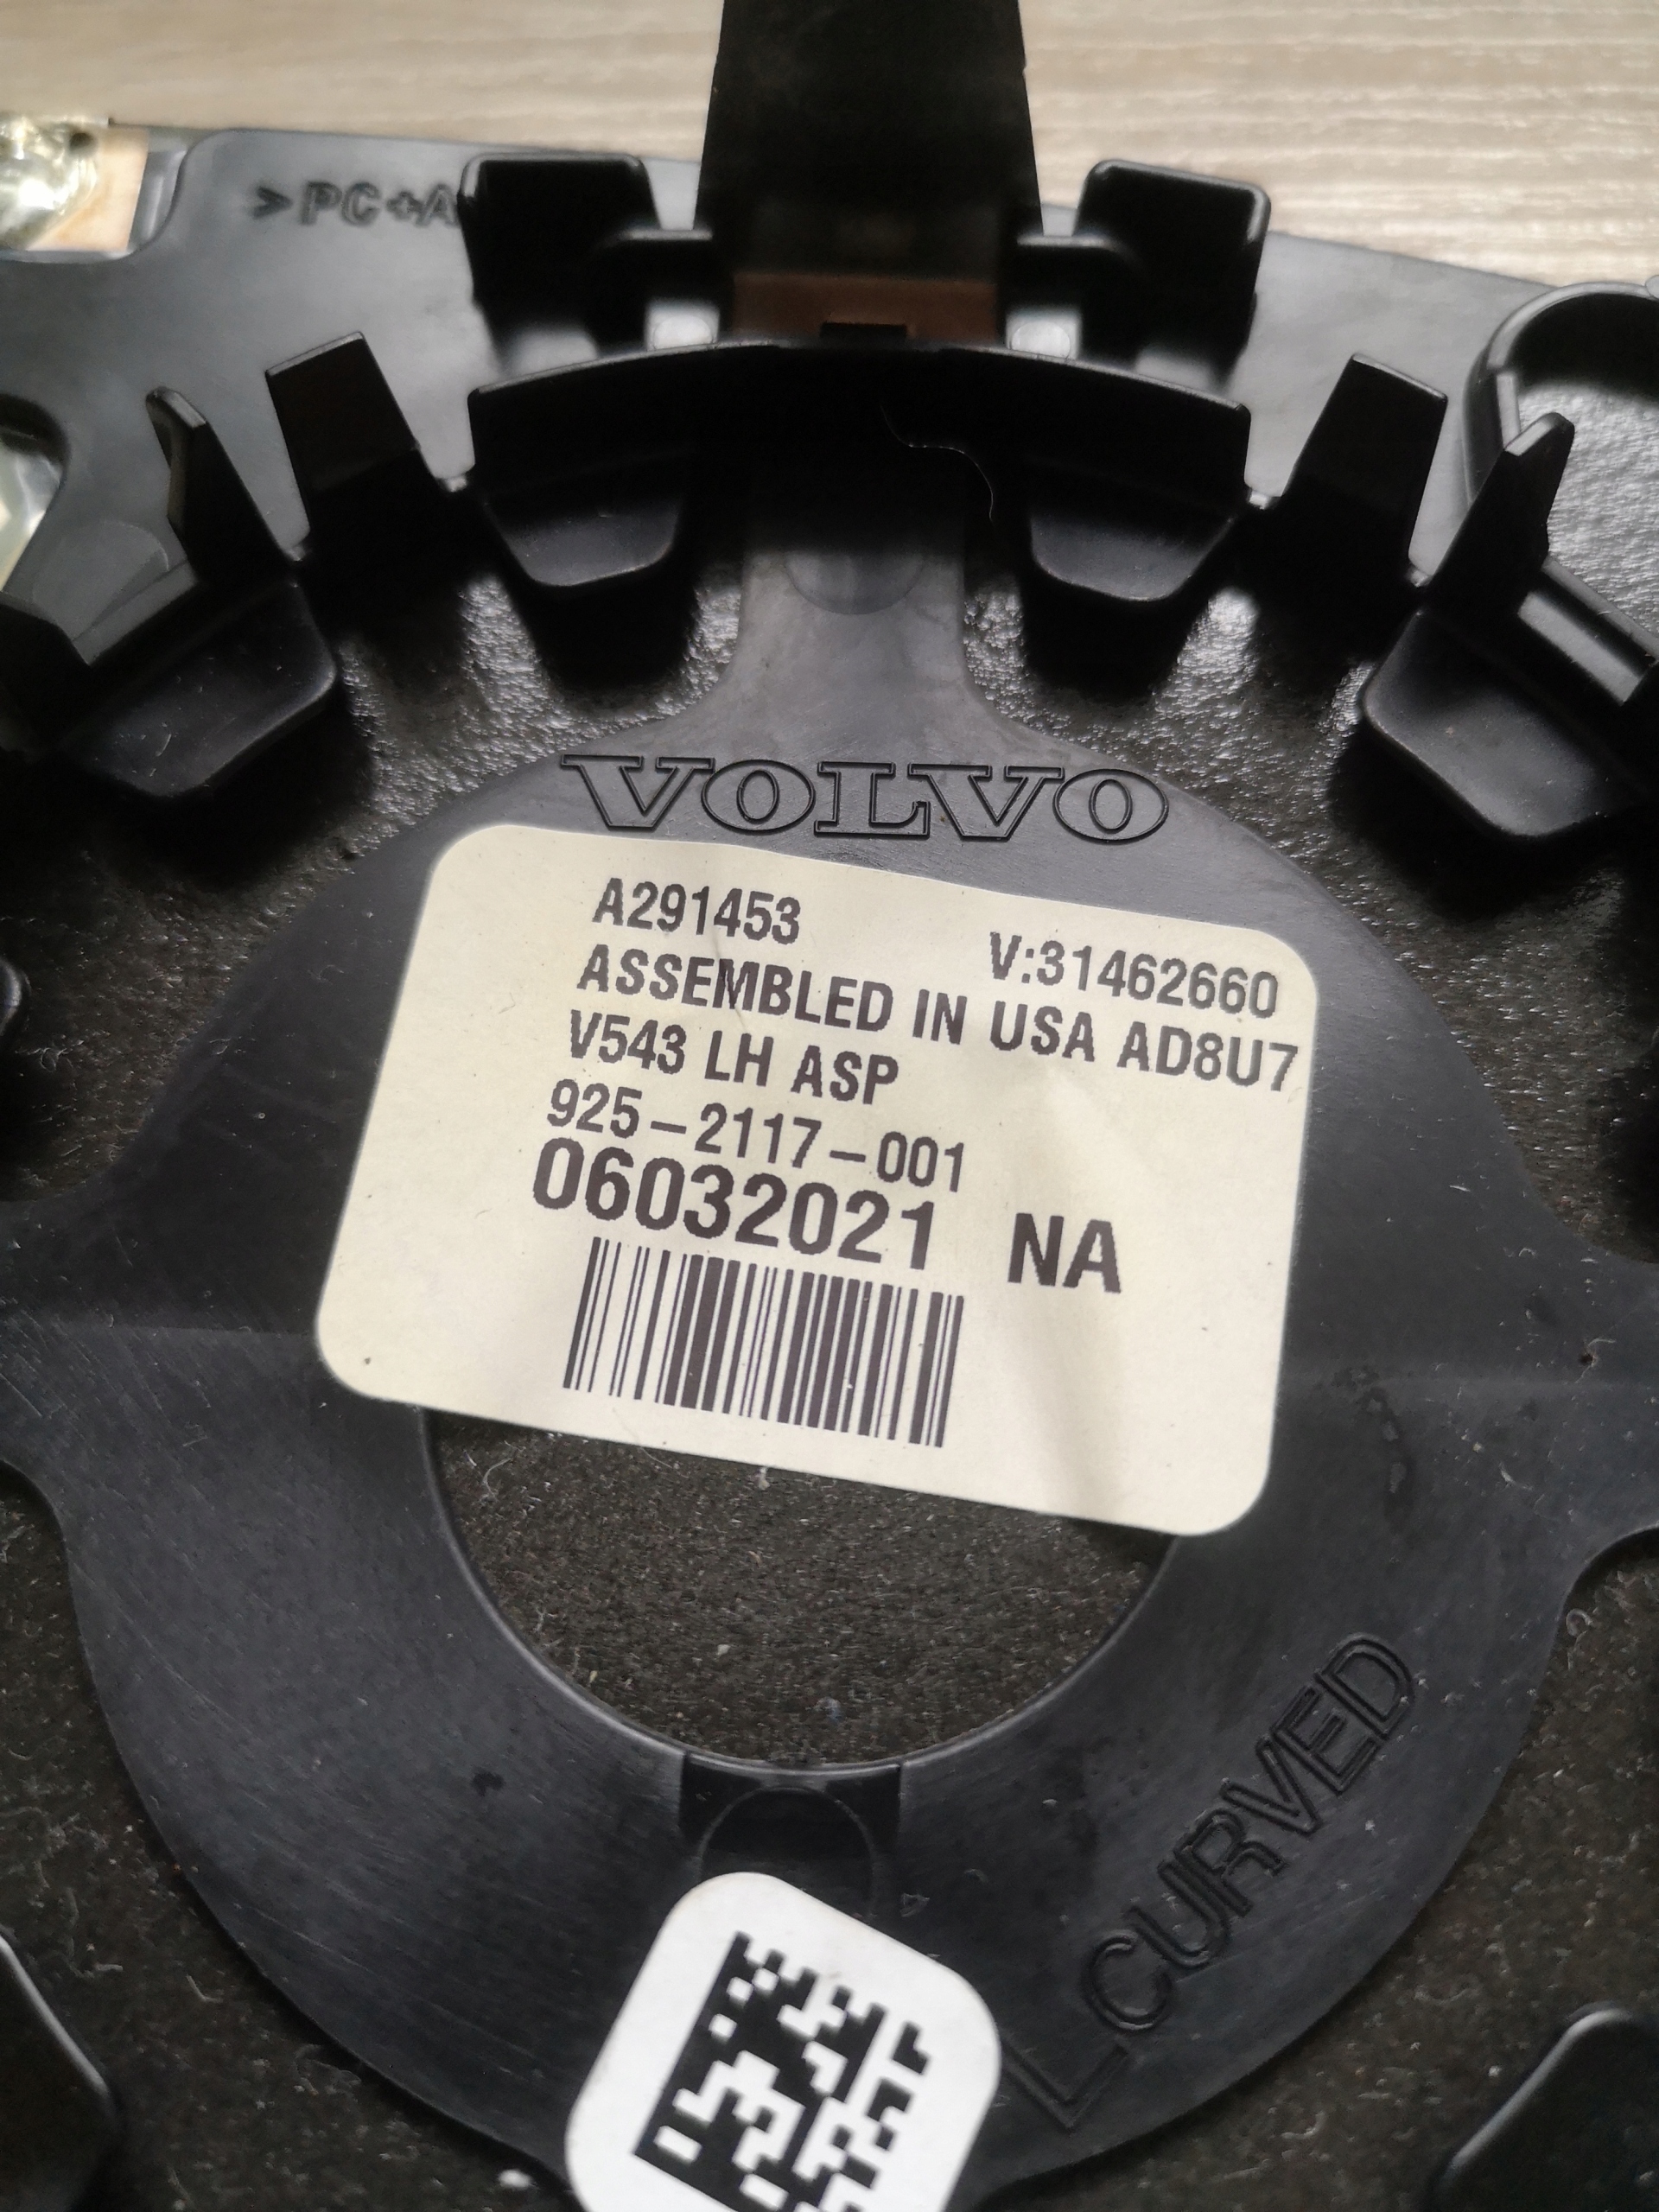 >PC+A
VOLVO
A291453 V:31462660
ASSEMBLED IN USA AD8U7
V543 LH ASP
925-2117-001
06032021 NA
L CURVED